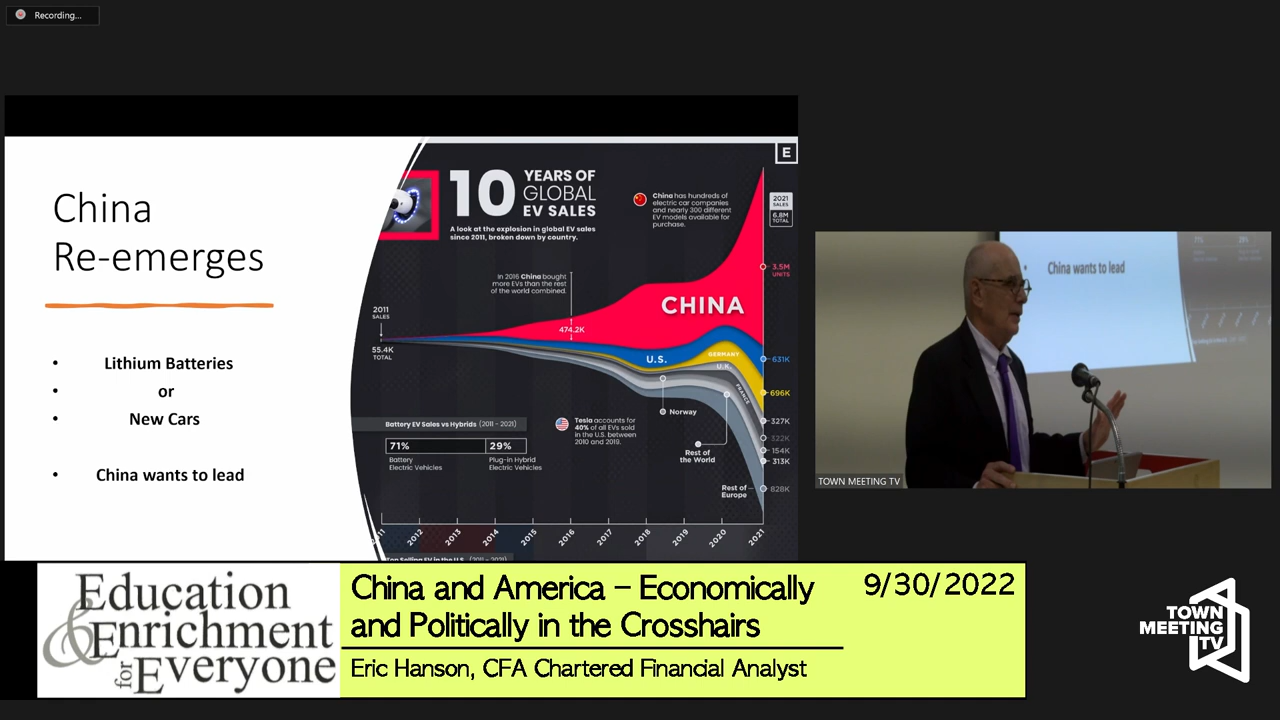 Recording...
China
Re-emerges
• Lithium Batteries
• or
• New Cars
• China wants to lead
E
10 YEARS OF
GLOBAL
EV SALES
A look at the explosion in global EV sales
since 2011, broken down by country.
China has hundreds of
electric car companies
and nearly 300 different
EV models available for
purchase.
2021
SALES
6.8M
TOTAL
In 2016 China bought
more EVs than the rest
of the world combined.
3.5M
UNITS
CHINA
474.2K
2011
SALES
55.4K
TOTAL
U.S.
GERMANY
U.K.
FRANCE
631K
696K
327K
322K
154K
313K
828K
Norway
Rest of
the World
Rest of
Europe
Battery EV Sales vs Hybrids (2011 - 2021)
71%
29%
Battery
Electric Vehicles
Plug-in Hybrid
Electric Vehicles
Tesla accounts for
40% of all EVs sold
in the U.S. between
2010 and 2019.
2012
2013
2014
2015
2016
2017
2018
2019
2020
2021
Top Selling EV in the U.S. (2011 - 2021)
• China wants to lead
TOWN MEETING TV
Education
& Enrichment
for Everyone
China and America – Economically
and Politically in the Crosshairs
9/30/2022
Eric Hanson, CFA Chartered Financial Analyst
TOWN
MEETING
TV